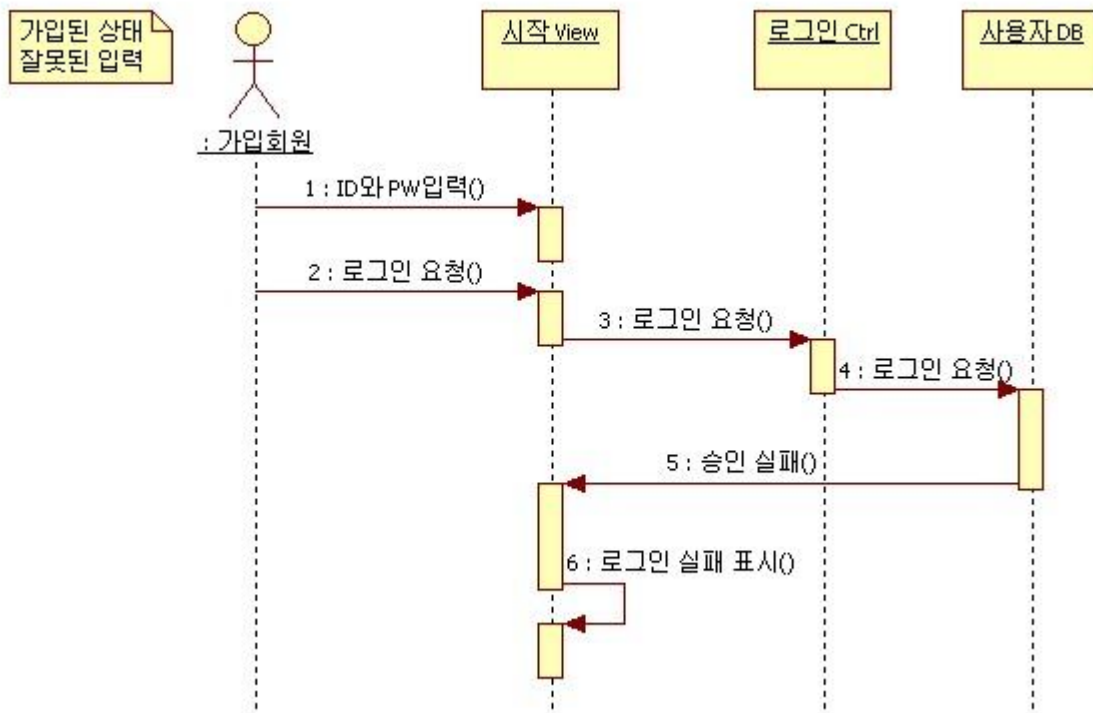 가입된 상태
잘못된 입력
: 가입회원
시작 View
로그인 Ctrl
사용자 DB
1 : ID와 PW입력()
2 : 로그인 요청()
3 : 로그인 요청()
4 : 로그인 요청()
5 : 승인 실패()
6 : 로그인 실패 표시()